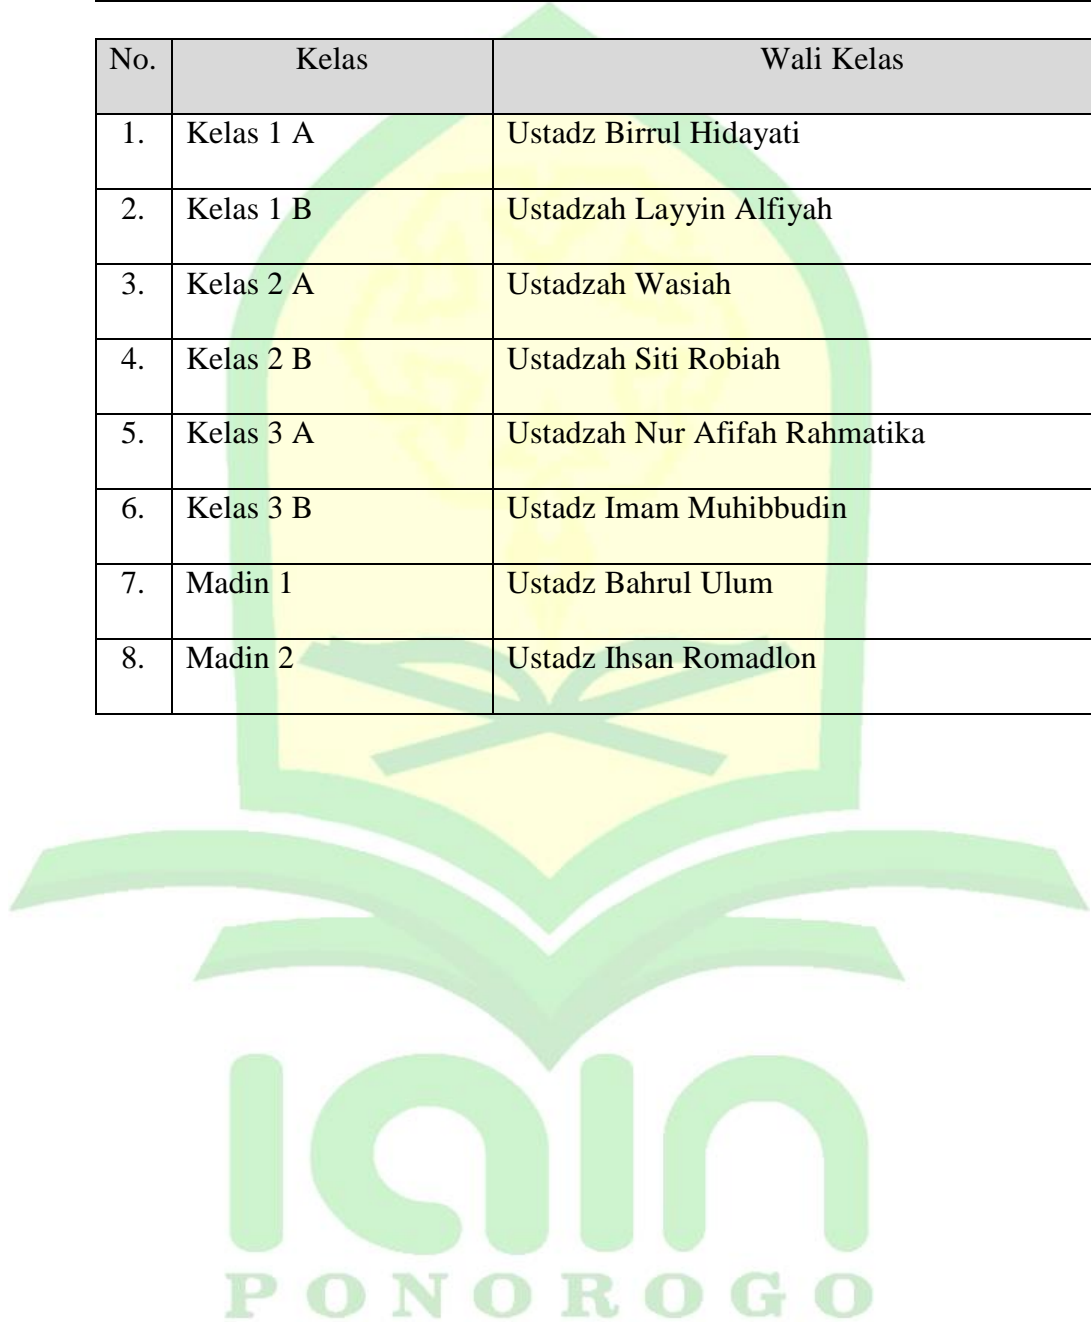 No. Kelas Wali Kelas
1. Kelas 1 A Ustadz Birrul Hidayati
2. Kelas 1 B Ustadzah Layyin Alfiyah
3. Kelas 2 A Ustadzah Wasiah
4. Kelas 2 B Ustadzah Siti Robiah
5. Kelas 3 A Ustadzah Nur Afifah Rahmatika
6. Kelas 3 B Ustadz Imam Muhibbudin
7. Madin 1 Ustadz Bahrul Ulum
8. Madin 2 Ustadz Ihsan Romadlon
iain
PONOROGO